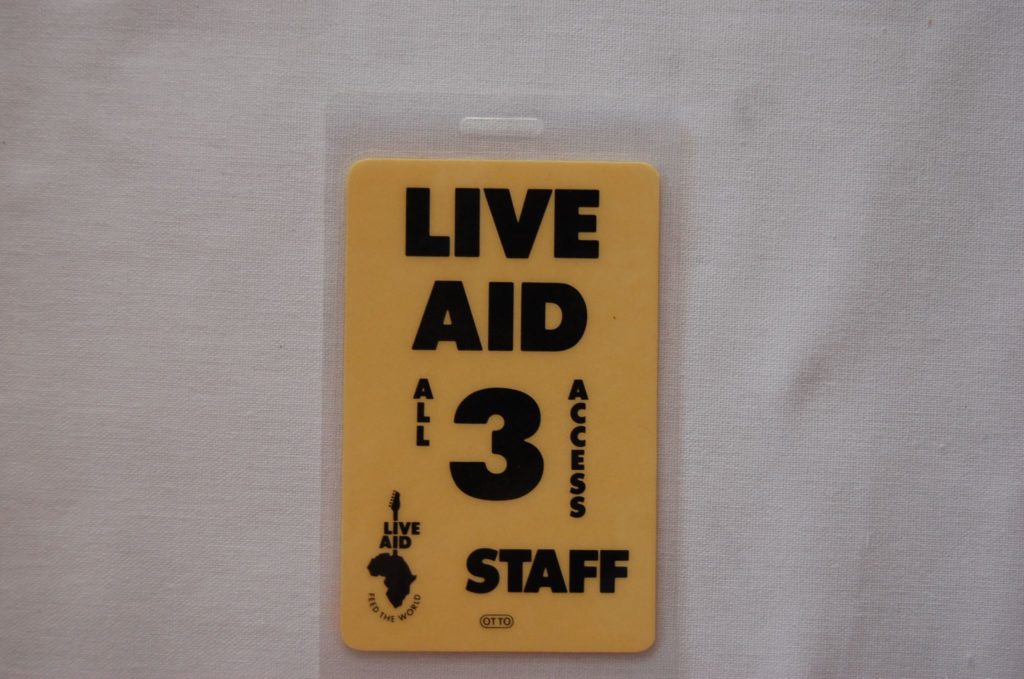 LIVE
AID
ALL
3
ACCESS
LIVE
AID
FEED THE WORLD
STAFF
OTTO